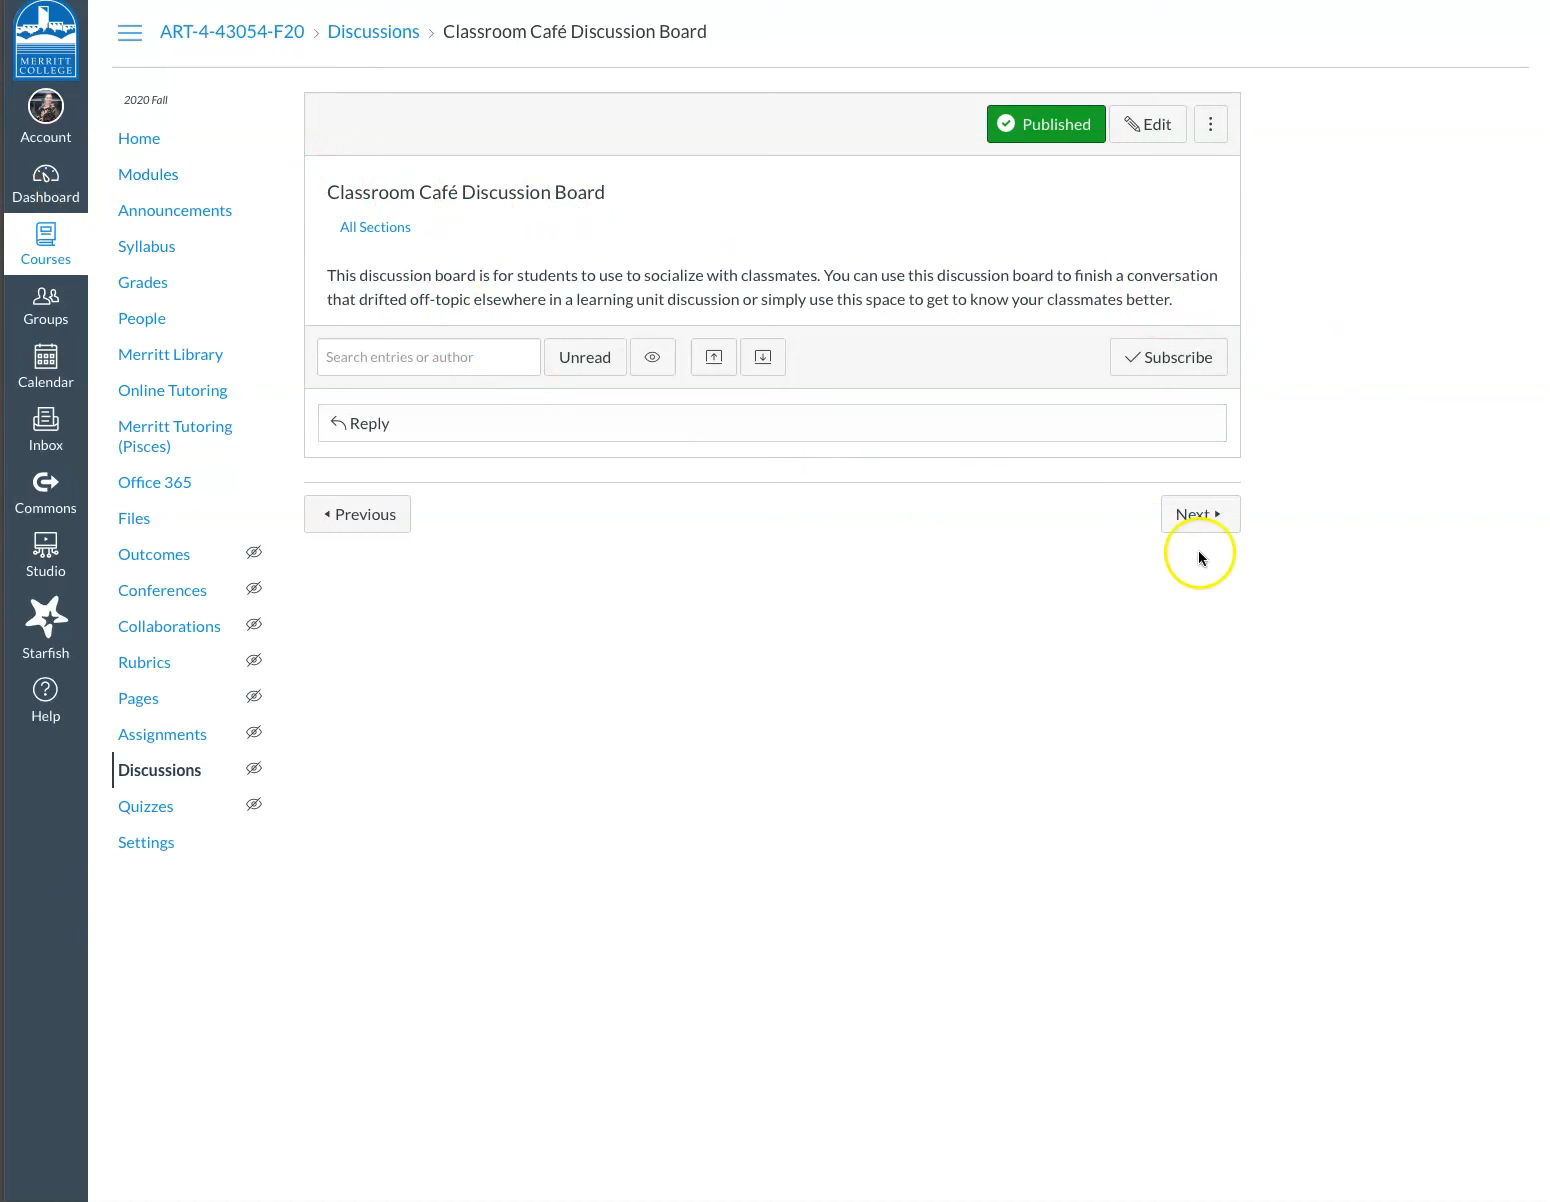 MERRITT
COLLEGE
Account
Dashboard
Courses
Groups
Calendar
Inbox
Commons
Studio
Starfish
Help
ART-4-43054-F20 › Discussions › Classroom Café Discussion Board
2020 Fall
Home
Modules
Announcements
Syllabus
Grades
People
Merritt Library
Online Tutoring
Merritt Tutoring
(Pisces)
Office 365
Files
Outcomes
Conferences
Collaborations
Rubrics
Pages
Assignments
Discussions
Quizzes
Settings
Published Edit
Classroom Café Discussion Board
All Sections
This discussion board is for students to use to socialize with classmates. You can use this discussion board to finish a conversation
that drifted off-topic elsewhere in a learning unit discussion or simply use this space to get to know your classmates better.
Search entries or author Unread Subscribe
Reply
Previous Next